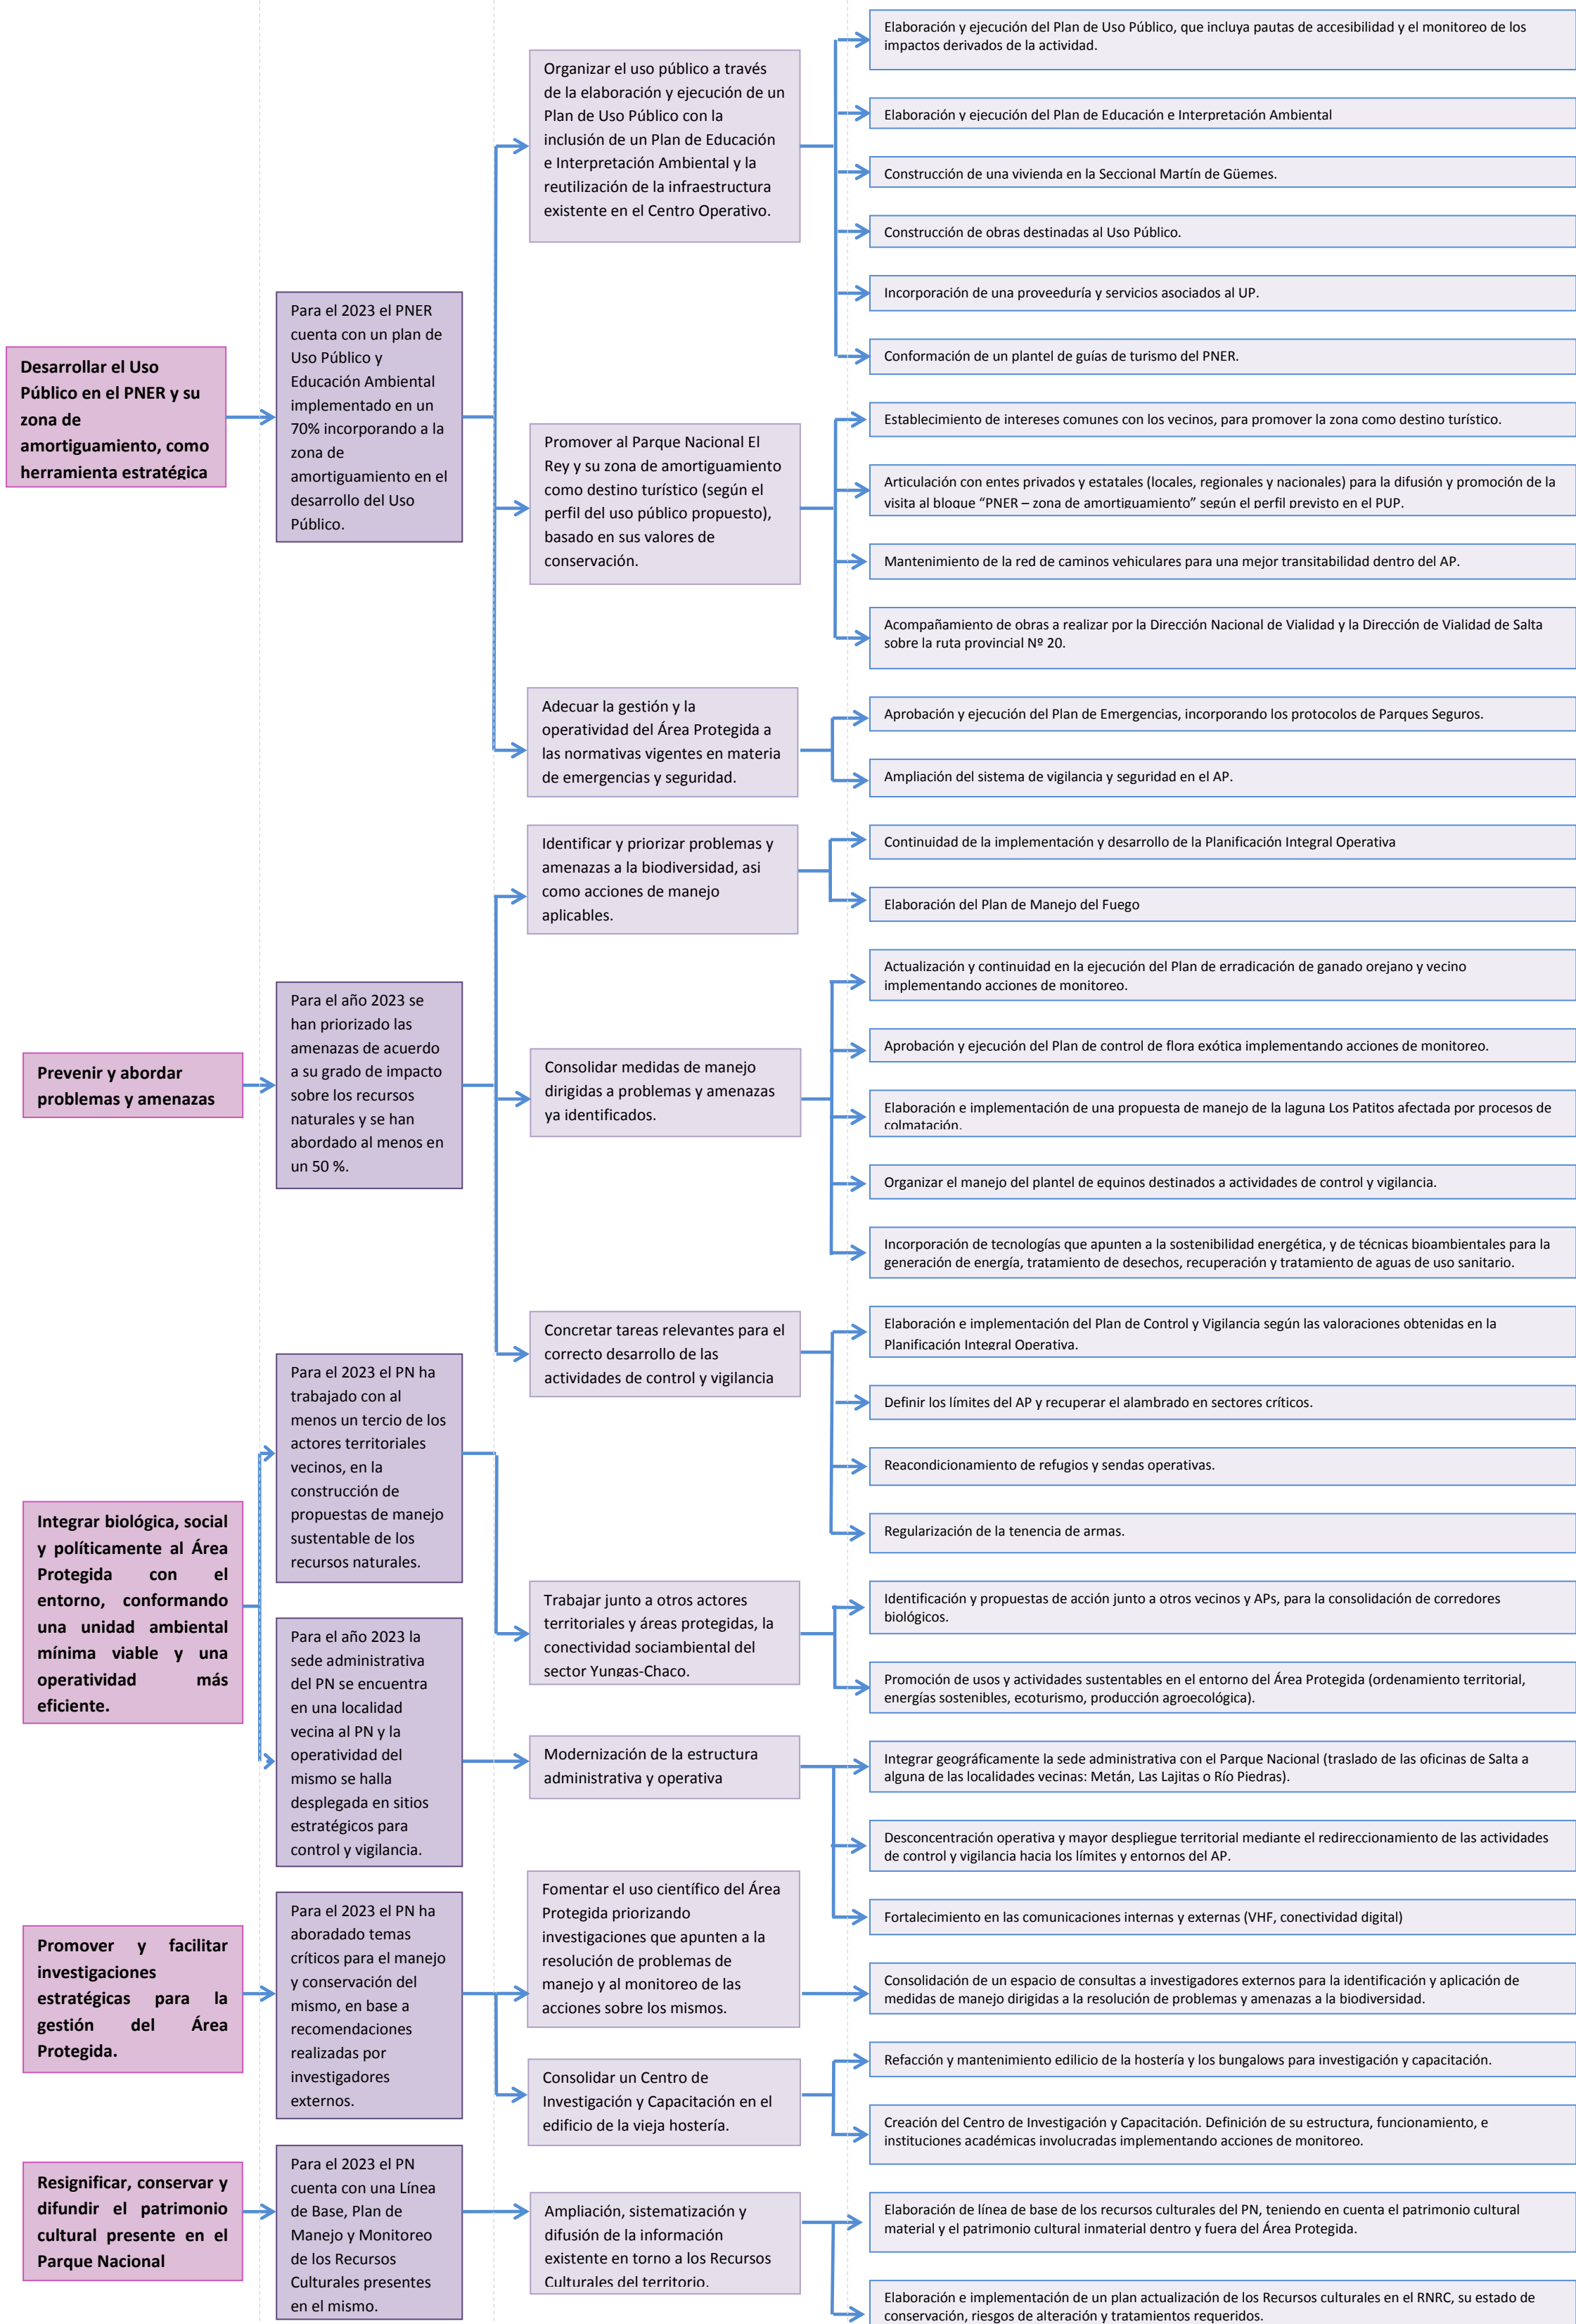 Desarrollar el Uso
Público en el PNER y su
zona de
amortiguamiento, como
herramienta estratégica
Para el 2023 el PNER
cuenta con un plan de
Uso Público y
Educación Ambiental
implementado en un
70% incorporando a la
zona de
amortiguamiento en el
desarrollo del Uso
Público.
Organizar el uso público a través
de la elaboración y ejecución de un
Plan de Uso Público con la
inclusión de un Plan de Educación
e Interpretación Ambiental y la
reutilización de la infraestructura
existente en el Centro Operativo.
Elaboración y ejecución del Plan de Uso Público, que incluya pautas de accesibilidad y el monitoreo de los
impactos derivados de la actividad.
Elaboración y ejecución del Plan de Educación e Interpretación Ambiental
Construcción de una vivienda en la Seccional Martín de Güemes.
Construcción de obras destinadas al Uso Público.
Incorporación de una proveeduría y servicios asociados al UP.
Conformación de un plantel de guías de turismo del PNER.
Promover al Parque Nacional El
Rey y su zona de amortiguamiento
como destino turístico (según el
perfil del uso público propuesto),
basado en sus valores de
conservación.
Establecimiento de intereses comunes con los vecinos, para promover la zona como destino turístico.
Articulación con entes privados y estatales (locales, regionales y nacionales) para la difusión y promoción de la
visita al bloque “PNER – zona de amortiguamiento” según el perfil previsto en el PUP.
Mantenimiento de la red de caminos vehiculares para una mejor transitabilidad dentro del AP.
Acompañamiento de obras a realizar por la Dirección Nacional de Vialidad y la Dirección de Vialidad de Salta
sobre la ruta provincial Nº 20.
Adecuar la gestión y la
operatividad del Área Protegida a
las normativas vigentes en materia
de emergencias y seguridad.
Aprobación y ejecución del Plan de Emergencias, incorporando los protocolos de Parques Seguros.
Ampliación del sistema de vigilancia y seguridad en el AP.
Prevenir y abordar
problemas y amenazas
Para el año 2023 se
han priorizado las
amenazas de acuerdo
a su grado de impacto
sobre los recursos
naturales y se han
abordado al menos en
un 50 %.
Identificar y priorizar problemas y
amenazas a la biodiversidad, asi
como acciones de manejo
aplicables.
Continuidad de la implementación y desarrollo de la Planificación Integral Operativa
Elaboración del Plan de Manejo del Fuego
Consolidar medidas de manejo
dirigidas a problemas y amenazas
ya identificados.
Actualización y continuidad en la ejecución del Plan de erradicación de ganado orejano y vecino
implementando acciones de monitoreo.
Aprobación y ejecución del Plan de control de flora exótica implementando acciones de monitoreo.
Elaboración e implementación de una propuesta de manejo de la laguna Los Patitos afectada por procesos de
colmatación.
Organizar el manejo del plantel de equinos destinados a actividades de control y vigilancia.
Incorporación de tecnologías que apunten a la sostenibilidad energética, y de técnicas bioambientales para la
generación de energía, tratamiento de desechos, recuperación y tratamiento de aguas de uso sanitario.
Concretar tareas relevantes para el
correcto desarrollo de las
actividades de control y vigilancia
Elaboración e implementación del Plan de Control y Vigilancia según las valoraciones obtenidas en la
Planificación Integral Operativa.
Definir los límites del AP y recuperar el alambrado en sectores críticos.
Reacondicionamiento de refugios y sendas operativas.
Regularización de la tenencia de armas.
Integrar biológica, social
y políticamente al Área
Protegida con el
entorno, conformando
una unidad ambiental
mínima viable y una
operatividad más
eficiente.
Para el 2023 el PN ha
trabajado con al
menos un tercio de los
actores territoriales
vecinos, en la
construcción de
propuestas de manejo
sustentable de los
recursos naturales.
Trabajar junto a otros actores
territoriales y áreas protegidas, la
conectividad sociambiental del
sector Yungas-Chaco.
Identificación y propuestas de acción junto a otros vecinos y APs, para la consolidación de corredores
biológicos.
Promoción de usos y actividades sustentables en el entorno del Área Protegida (ordenamiento territorial,
energías sostenibles, ecoturismo, producción agroecológica).
Para el año 2023 la
sede administrativa
del PN se encuentra
en una localidad
vecina al PN y la
operatividad del
mismo se halla
desplegada en sitios
estratégicos para
control y vigilancia.
Modernización de la estructura
administrativa y operativa
Integrar geográficamente la sede administrativa con el Parque Nacional (traslado de las oficinas de Salta a
alguna de las localidades vecinas: Metán, Las Lajitas o Río Piedras).
Desconcentración operativa y mayor despliegue territorial mediante el redireccionamiento de las actividades
de control y vigilancia hacia los límites y entornos del AP.
Fortalecimiento en las comunicaciones internas y externas (VHF, conectividad digital)
Promover y facilitar
investigaciones
estratégicas para la
gestión del Área
Protegida.
Para el 2023 el PN ha
aboradado temas
críticos para el manejo
y conservación del
mismo, en base a
recomendaciones
realizadas por
investigadores
externos.
Fomentar el uso científico del Área
Protegida priorizando
investigaciones que apunten a la
resolución de problemas de
manejo y al monitoreo de las
acciones sobre los mismos.
Consolidación de un espacio de consultas a investigadores externos para la identificación y aplicación de
medidas de manejo dirigidas a la resolución de problemas y amenazas a la biodiversidad.
Consolidar un Centro de
Investigación y Capacitación en el
edificio de la vieja hostería.
Refacción y mantenimiento edilicio de la hostería y los bungalows para investigación y capacitación.
Creación del Centro de Investigación y Capacitación. Definición de su estructura, funcionamiento, e
instituciones académicas involucradas implementando acciones de monitoreo.
Resignificar, conservar y
difundir el patrimonio
cultural presente en el
Parque Nacional
Para el 2023 el PN
cuenta con una Línea
de Base, Plan de
Manejo y Monitoreo
de los Recursos
Culturales presentes
en el mismo.
Ampliación, sistematización y
difusión de la información
existente en torno a los Recursos
Culturales del territorio.
Elaboración de línea de base de los recursos culturales del PN, teniendo en cuenta el patrimonio cultural
material y el patrimonio cultural inmaterial dentro y fuera del Área Protegida.
Elaboración e implementación de un plan actualización de los Recursos culturales en el RNRC, su estado de
conservación, riesgos de alteración y tratamientos requeridos.